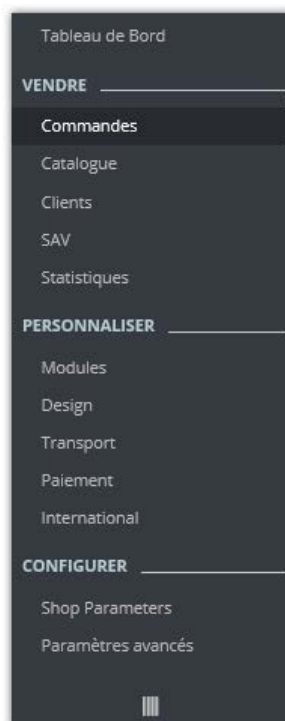 Tableau de Bord
VENDRE
Commandes
Catalogue
Clients
SAV
Statistiques
PERSONNALISER
Modules
Design
Transport
Paiement
International
CONFIGURER
Shop Parameters
Paramètres avancés